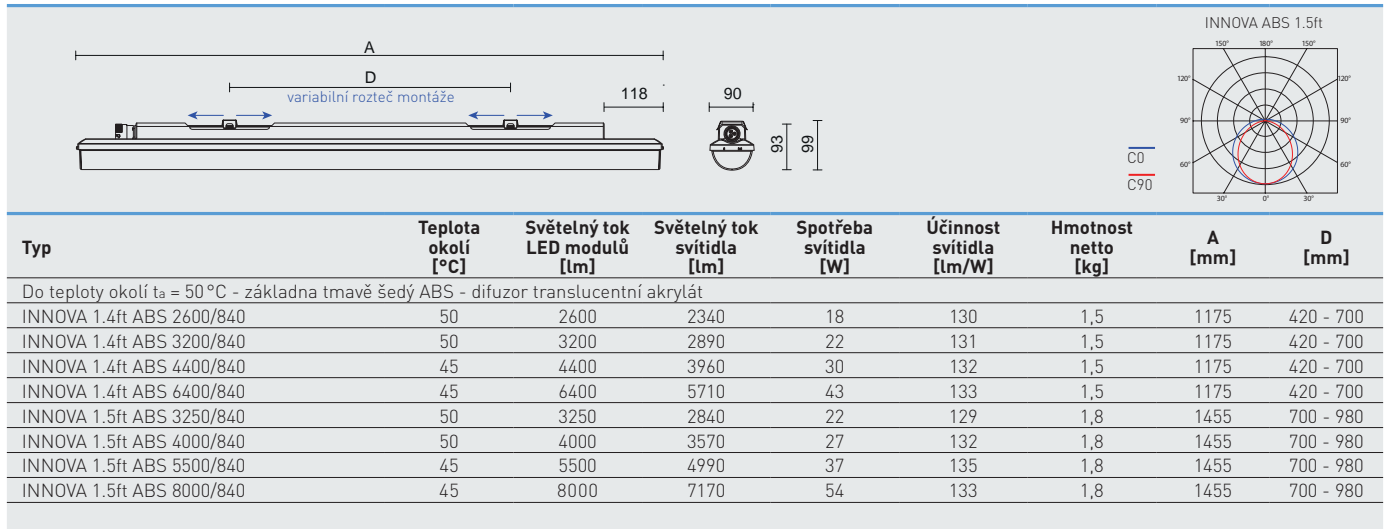 INNOVA ABS 1.5ft
150° 180° 150°
120° 120°
90° 90°
60° 60°
30° 0° 30°
C0
C90
A
D
variabilní rozteč montáže
118
90
93
99
Typ Teplota okolí [°C] Světelný tok LED modulů [lm] Světelný tok svítidla [lm] Spotřeba svítidla [W] Účinnost svítidla [lm/W] Hmotnost netto [kg] A [mm] D [mm]
Do teploty okolí ta = 50°C - základna tmavě šedý ABS - difuzor translucentní akrylát
INNOVA 1.4ft ABS 2600/840 50 2600 2340 18 130 1,5 1175 420 - 700
INNOVA 1.4ft ABS 3200/840 50 3200 2890 22 131 1,5 1175 420 - 700
INNOVA 1.4ft ABS 4400/840 45 4400 3960 30 132 1,5 1175 420 - 700
INNOVA 1.4ft ABS 6400/840 45 6400 5710 43 133 1,5 1175 420 - 700
INNOVA 1.5ft ABS 3250/840 50 3250 2840 22 129 1,8 1455 700 - 980
INNOVA 1.5ft ABS 4000/840 50 4000 3570 27 132 1,8 1455 700 - 980
INNOVA 1.5ft ABS 5500/840 45 5500 4990 37 135 1,8 1455 700 - 980
INNOVA 1.5ft ABS 8000/840 45 8000 7170 54 133 1,8 1455 700 - 980